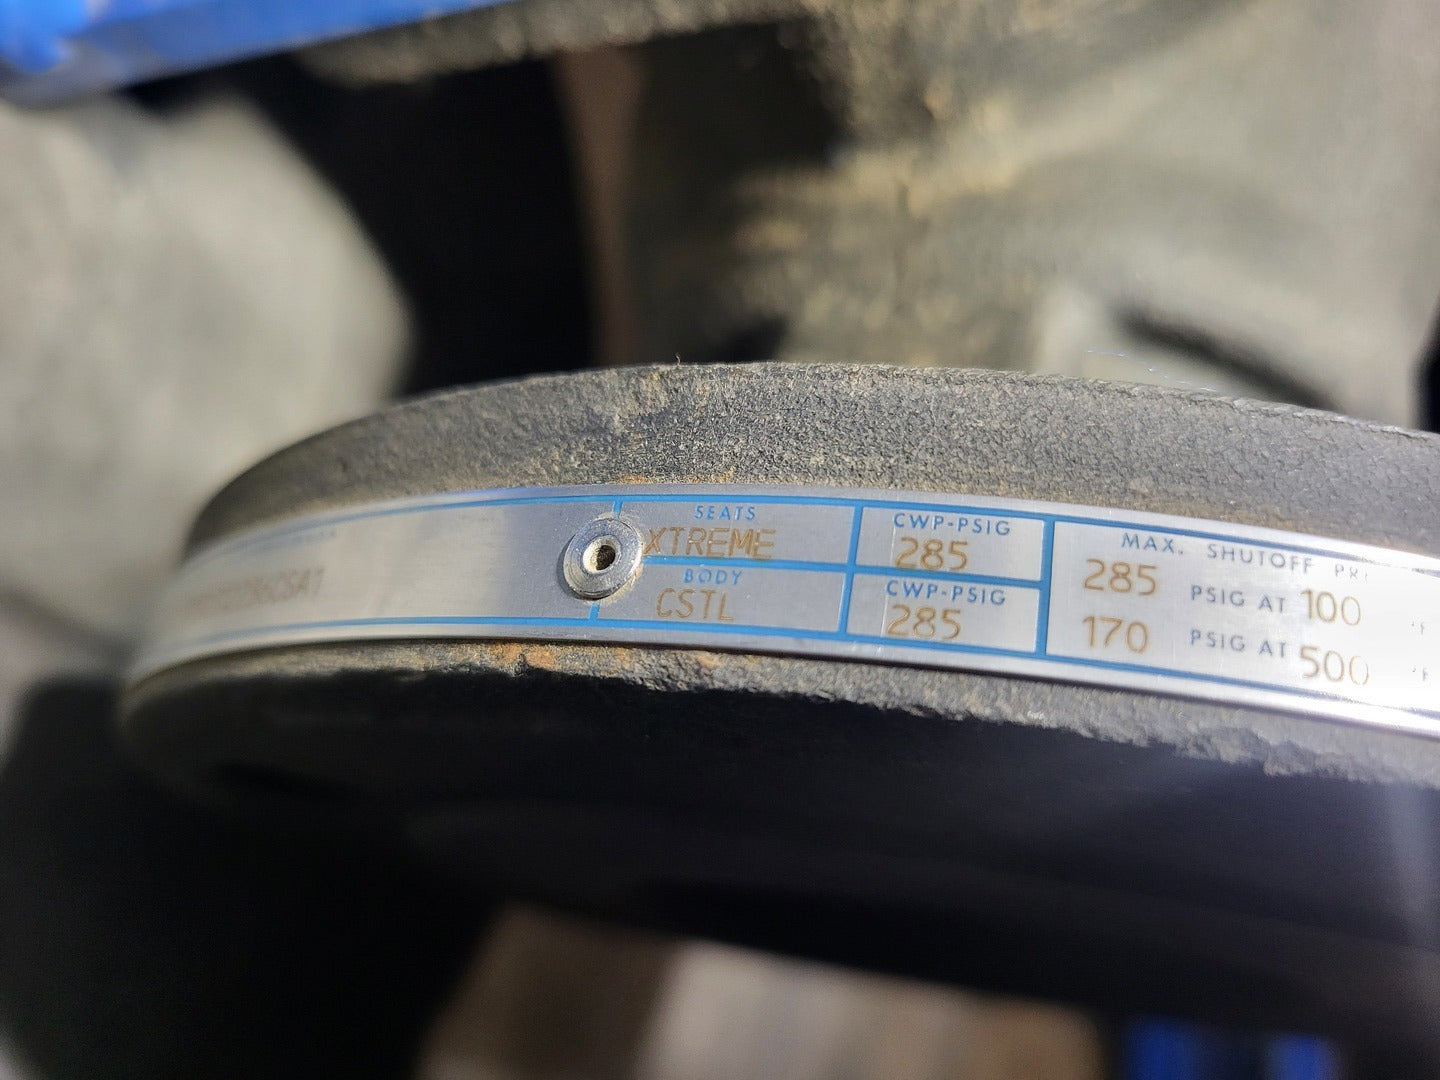 SEATS
XTREME
BODY
CSTL
CWP-PSIG
285
CWP-PSIG
285
MAX. SHUTOFF
285 PSIG AT 100 °F
170 PSIG AT 500 °F